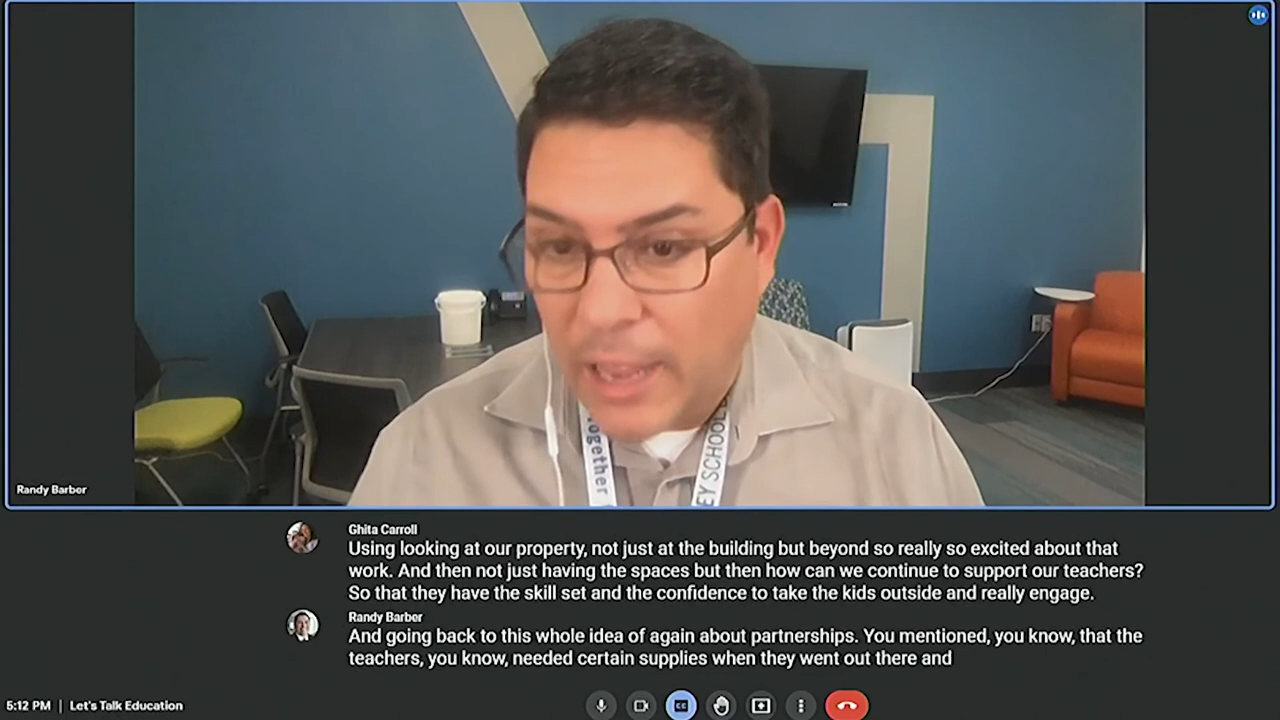 ogether
EY SCHOOL
Randy Barber
Ghita Carroll
Using looking at our property, not just at the building but beyond so really so excited about that
work. And then not just having the spaces but then how can we continue to support our teachers?
So that they have the skill set and the confidence to take the kids outside and really engage.
Randy Barber
And going back to this whole idea of again about partnerships. You mentioned, you know, that the
teachers, you know, needed certain supplies when they went out there and
5:12 PM | Let's Talk Education
CC